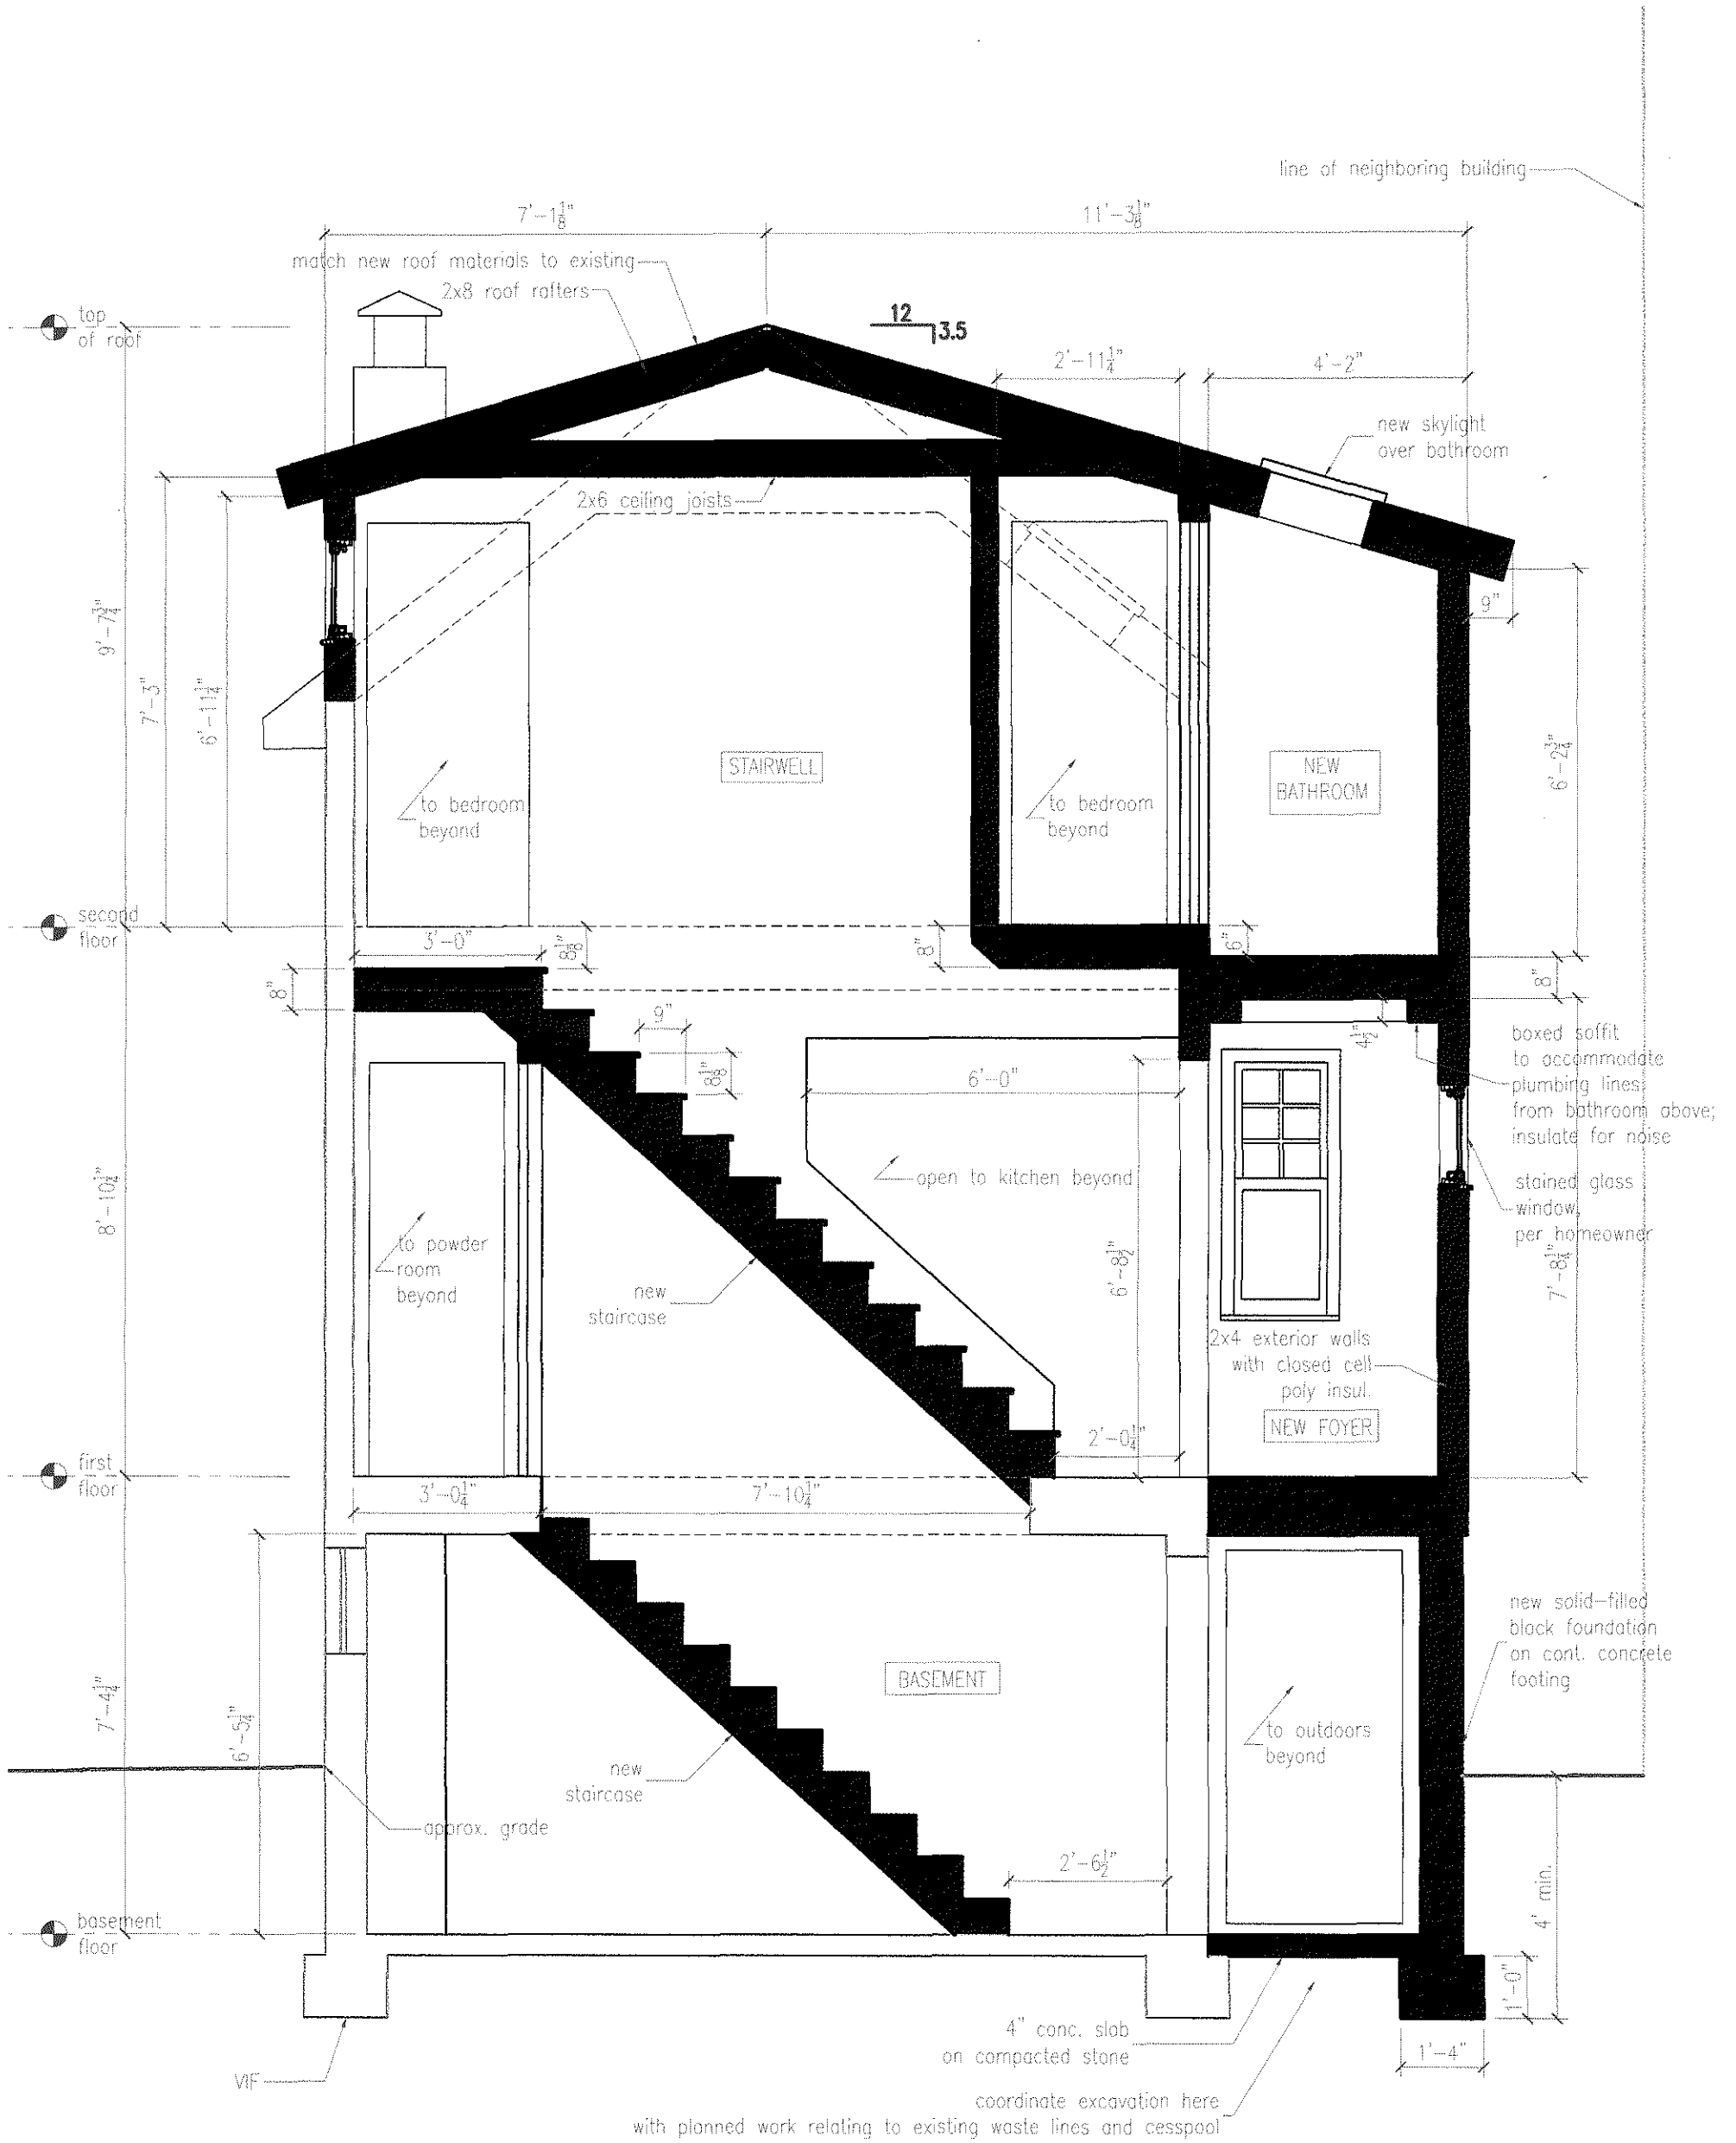 line of neighboring building
7'-1 1/8"
11'-3 1/8"
match new roof materials to existing
2x8 roof rafters
top
of roof
12
3.5
2'-11 1/4"
4'-2"
new skylight
over bathroom
2x6 ceiling joists
9'-7 3/4"
7'-3"
6'-11 1/4"
9"
6'-2 3/4"
STAIRWELL
NEW
BATHROOM
to bedroom
beyond
to bedroom
beyond
second
floor
3'-0"
8 1/8"
8"
6"
8"
8"
9"
8 1/8"
4 1/2"
6'-0"
boxed soffit
to accommodate
plumbing lines
from bathroom above;
insulate for noise
open to kitchen beyond
stained glass
window,
per homeowner
8'-10 1/4"
to powder
room
beyond
6'-8 1/2"
7'-8 1/4"
new
staircase
2x4 exterior walls
with closed cell
poly insul.
NEW FOYER
2'-0 1/4"
first
floor
3'-0 1/4"
7'-10 1/4"
new solid-filled
block foundation
on cont. concrete
footing
BASEMENT
7'-4 1/4"
6'-5 1/4"
to outdoors
beyond
new
staircase
approx. grade
2'-6 1/2"
4' min.
basement
floor
1'-0"
4" conc. slab
on compacted stone
1'-4"
VIF
coordinate excavation here
with planned work relating to existing waste lines and cesspool